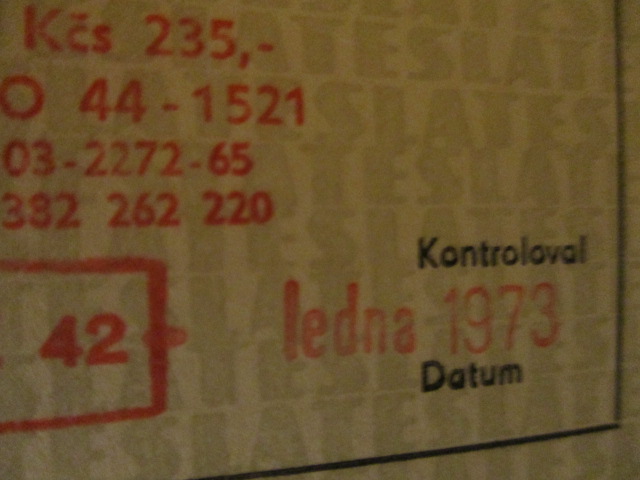 Kčs 235,-
O 44-1521
03-2272-65
382 262 220
Kontroloval
42
ledna 1973
Datum